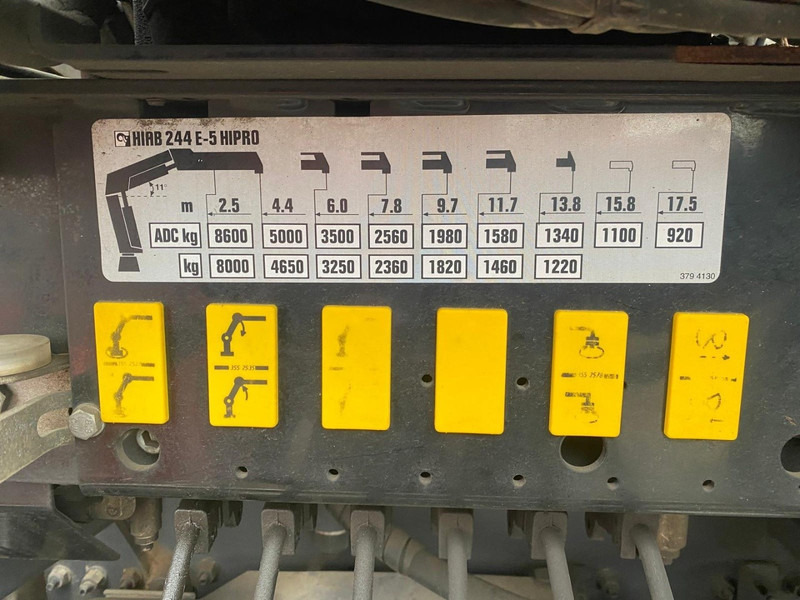 HIAB 244 E-5 HIPRO
11°
m 2.5 4.4 6.0 7.8 9.7 11.7 13.8 15.8 17.5
ADC kg 8600 5000 3500 2560 1980 1580 1340 1100 920
kg 8000 4650 3250 2360 1820 1460 1220
379 4130